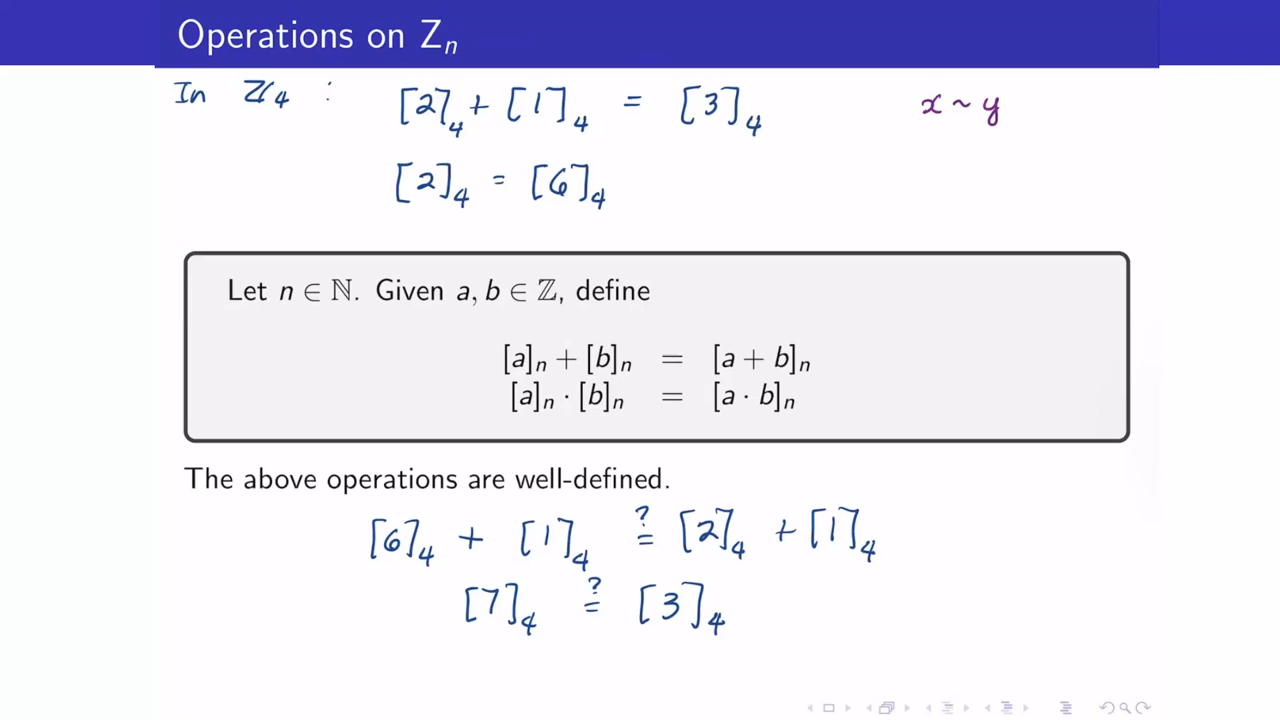 Operations on Zₙ
In ℤ₄ : [2]₄ + [1]₄ = [3]₄ x ~ y
[2]₄ = [6]₄
Let n ∈ ℕ. Given a, b ∈ ℤ, define
[a]ₙ + [b]ₙ = [a + b]ₙ
[a]ₙ · [b]ₙ = [a · b]ₙ
The above operations are well-defined.
[6]₄ + [1]₄ ≟ [2]₄ + [1]₄
[7]₄ ≟ [3]₄